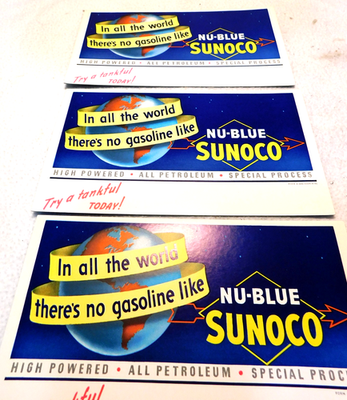 In all the world
there's no gasoline like
NU-BLUE
SUNOCO
HIGH POWERED • ALL PETROLEUM • SPECIAL PROCESS
Try a tankful
TODAY!
In all the world
there's no gasoline like
NU-BLUE
SUNOCO
HIGH POWERED • ALL PETROLEUM • SPECIAL PROCESS
Try a tankful
TODAY!
In all the world
there's no gasoline like
NU-BLUE
SUNOCO
HIGH POWERED • ALL PETROLEUM • SPECIAL PROC
kful